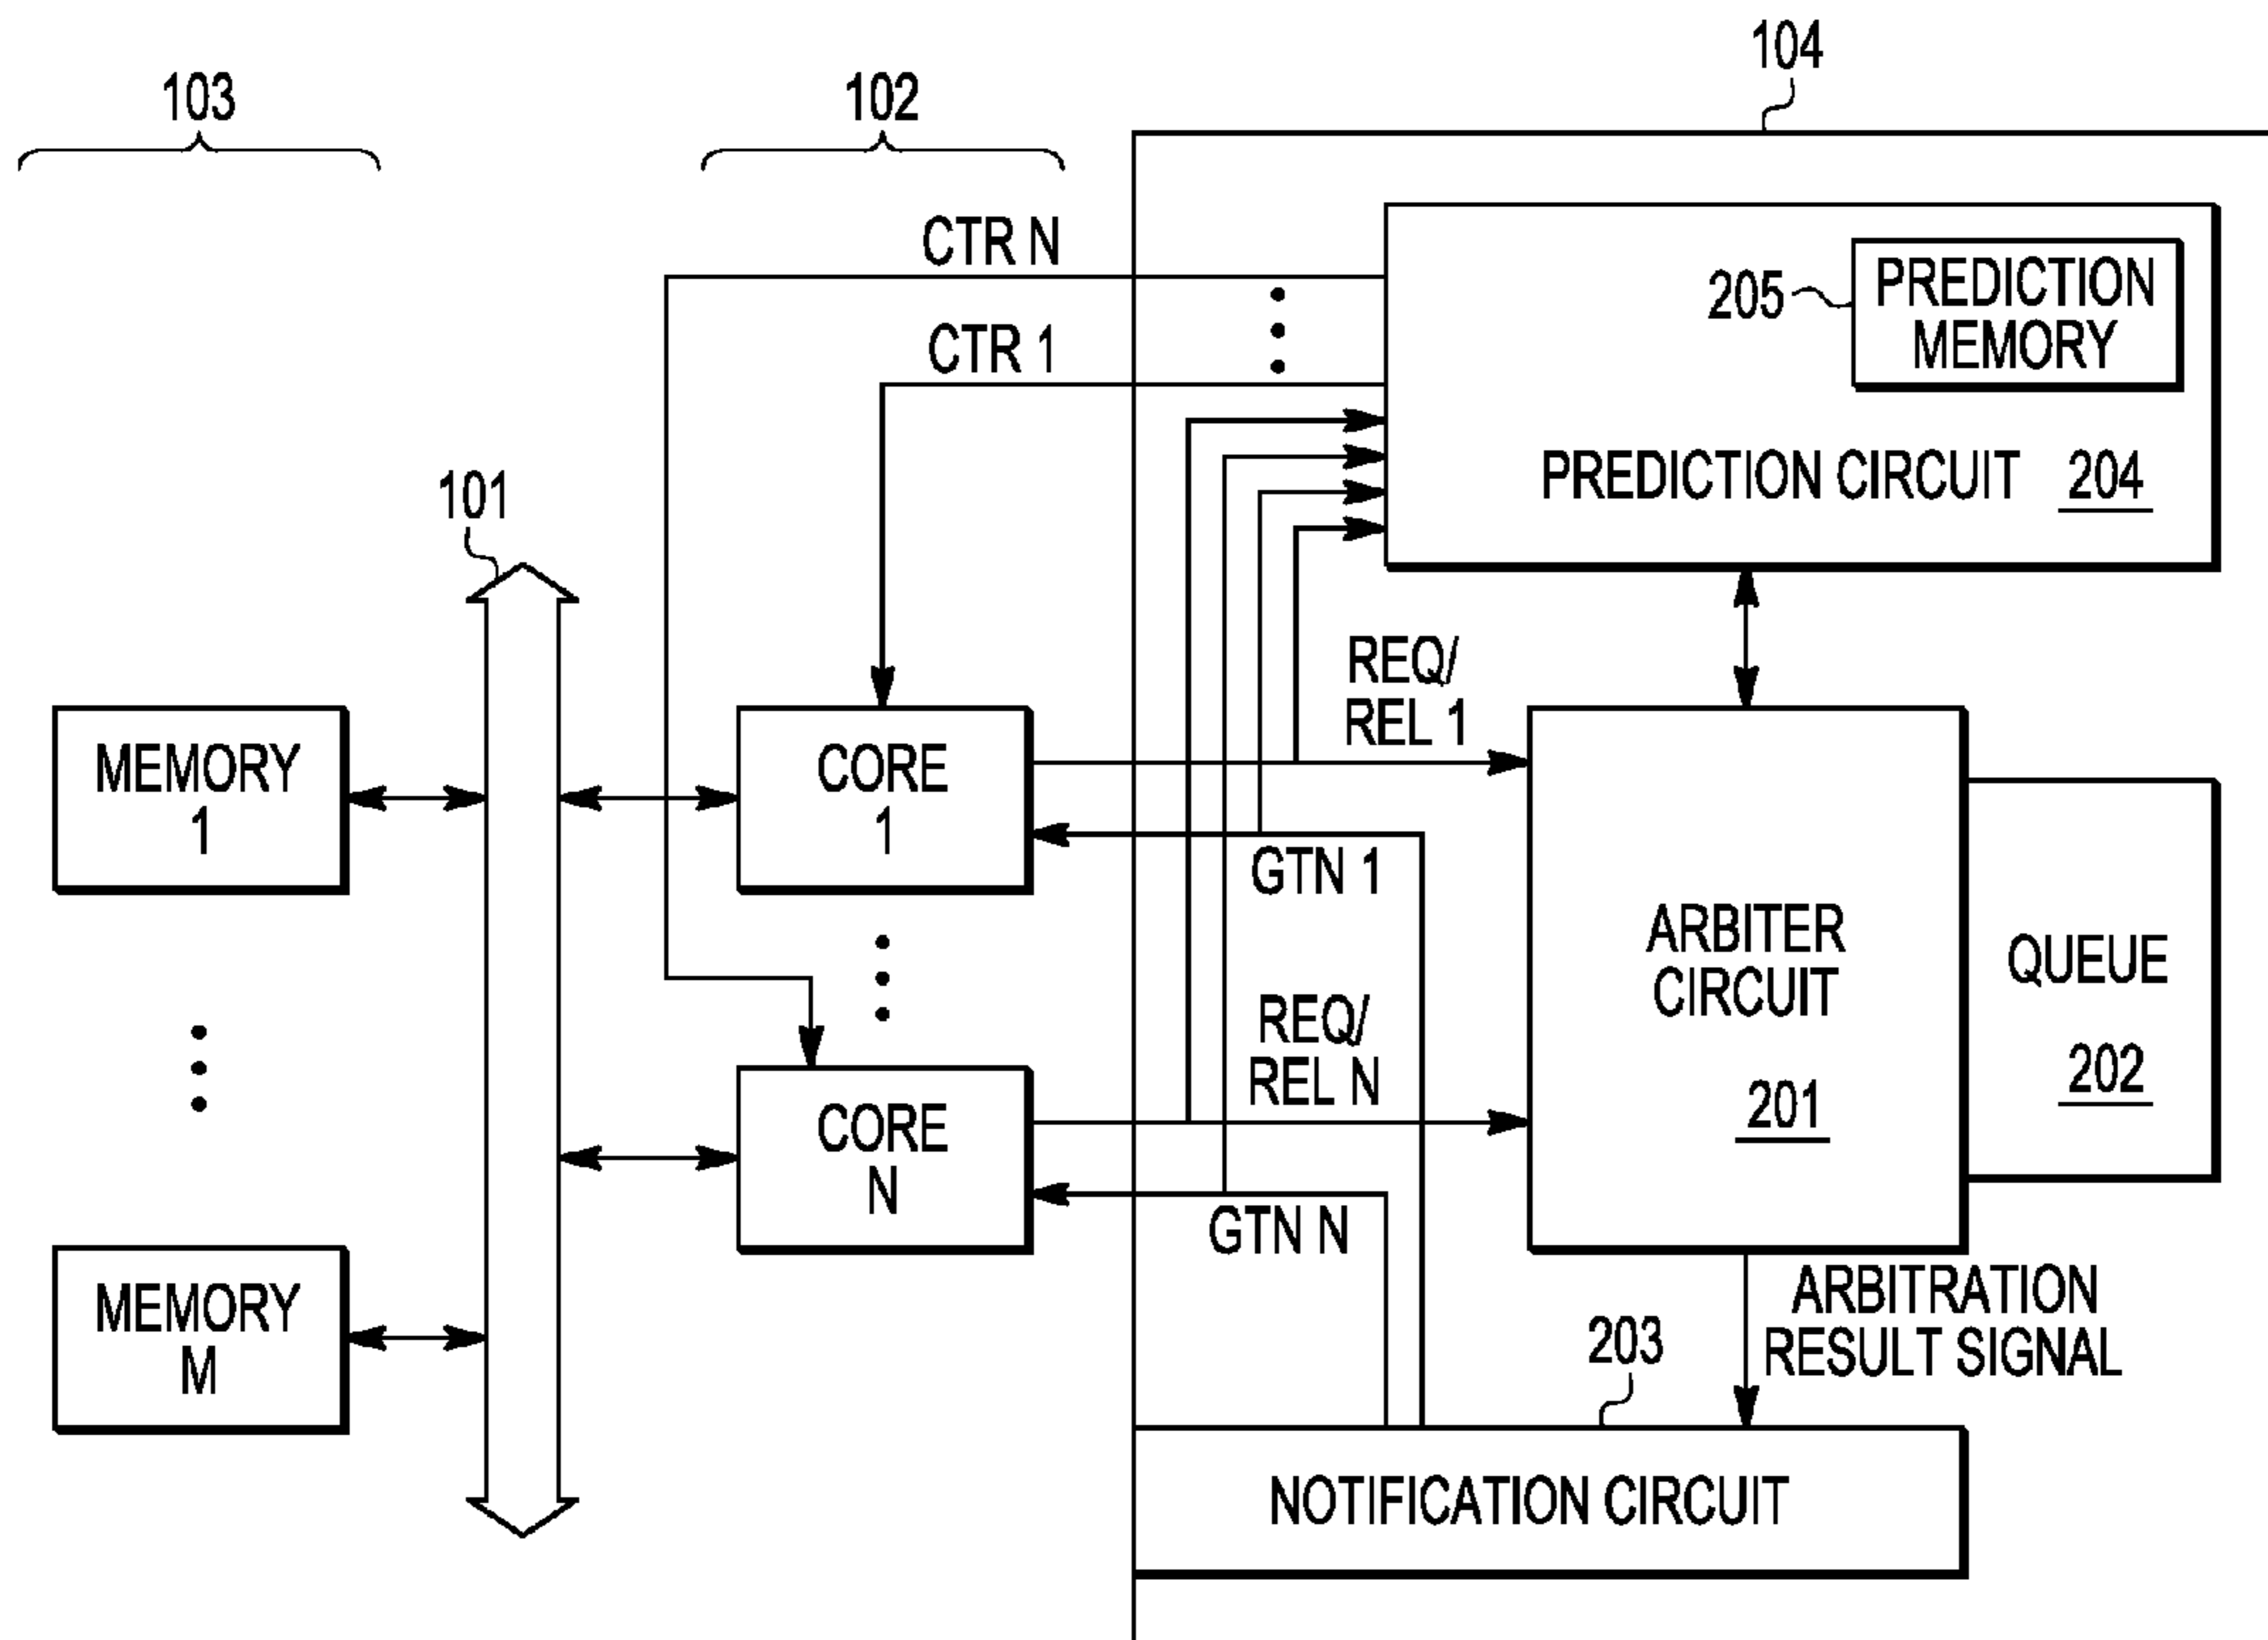 104
103
102
CTR N
205
PREDICTION
MEMORY
CTR 1
PREDICTION CIRCUIT 204
101
REQ/
REL 1
MEMORY
1
CORE
1
GTN 1
ARBITER
CIRCUIT
201
QUEUE
202
REQ/
REL N
CORE
N
GTN N
MEMORY
M
ARBITRATION
RESULT SIGNAL
203
NOTIFICATION CIRCUIT